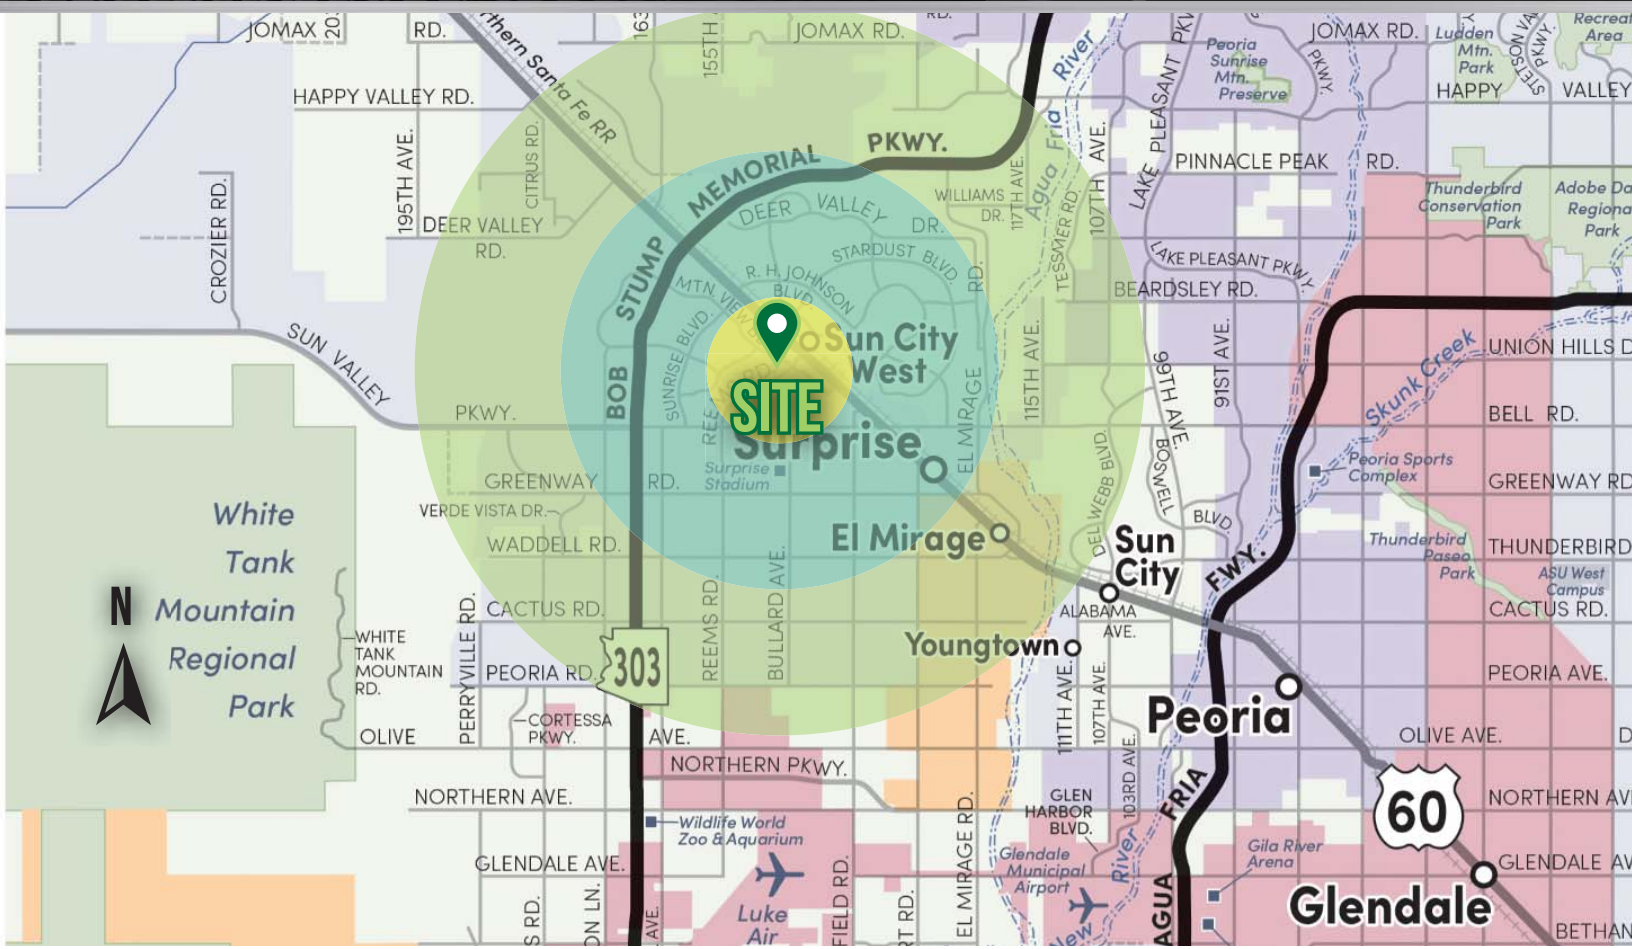 JOMAX
RD.
JOMAX RD.
JOMAX RD.
155TH
Santa Fe RR
River
LAKE PLEASANT
PKWY.
Peoria
Sunrise
Mtn.
Preserve
Ludden
Mtn.
Park
STETSON
PKWY.
Area
HAPPY VALLEY RD.
HAPPY
VALLEY
195TH AVE.
CITRUS RD.
CROZIER RD.
DEER VALLEY
RD.
STUMP
MEMORIAL
PKWY.
BOB
DEER
VALLEY
DR.
STARDUST BLVD.
R. H. JOHNSON
BLVD.
SUNRISE BLVD.
WILLIAMS
DR.
117TH AVE.
Agua Fria
TESSMER RD.
107TH AVE.
PINNACLE PEAK
RD.
Thunderbird
Conservation
Park
Park
LAKE PLEASANT PKWY.
BEARDSLEY RD.
SUN VALLEY
PKWY.
Sun City
West
SITE
Surprise
Surprise
Stadium
EL MIRAGE
RD.
115TH AVE.
99TH AVE.
91ST AVE.
UNION HILLS
Skunk Creek
BELL RD.
Peoria Sports
Complex
GREENWAY
RD.
GREENWAY RD
VERDE VISTA DR.
WADDELL RD.
El Mirage
DEL WEBB BLVD.
BOSWELL
BLVD.
Sun
City
FWY.
Thunderbird
Paseo
Park
THUNDERBIRD
ASU West
Campus
CACTUS RD.
CACTUS RD.
White
Tank
Mountain
Regional
Park
N
WHITE
TANK
MOUNTAIN
RD.
PERRYVILLE RD.
PEORIA RD.
303
REEMS RD.
BULLARD AVE.
ALABAMA
AVE.
Youngtown
PEORIA AVE.
Peoria
111TH AVE.
107TH AVE.
103RD AVE.
CORTESSA
PKWY.
OLIVE
AVE.
OLIVE AVE.
NORTHERN PKWY.
NORTHERN AVE.
60
NORTHERN
GLEN
HARBOR
BLVD.
FRIA
AGUA
River
New
Wildlife World
Zoo & Aquarium
GLENDALE AVE.
GLENDALE
Gila River
Arena
Glendale
Municipal
Airport
EL MIRAGE RD.
Luke
Air
AVE.
Glendale